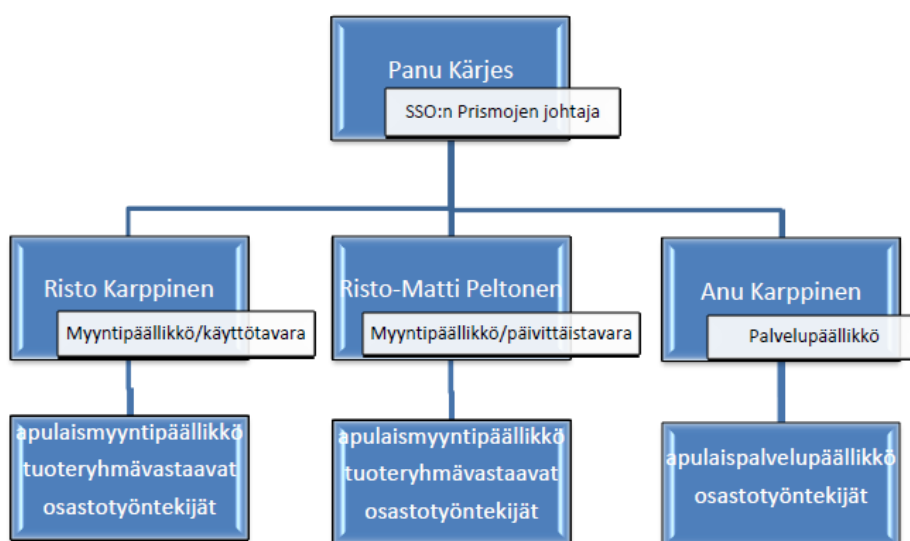 Panu Kärjes
SSO:n Prismojen johtaja
Risto Karppinen
Myyntipäällikkö/käyttötavara
Risto-Matti Peltonen
Myyntipäällikkö/päivittäistavara
Anu Karppinen
Palvelupäällikkö
apulaismyyntipäällikkö
tuoteryhmävastaavat
osastotyöntekijät
apulaismyyntipäällikkö
tuoteryhmävastaavat
osastotyöntekijät
apulaispalvelupäällikkö
osastotyöntekijät